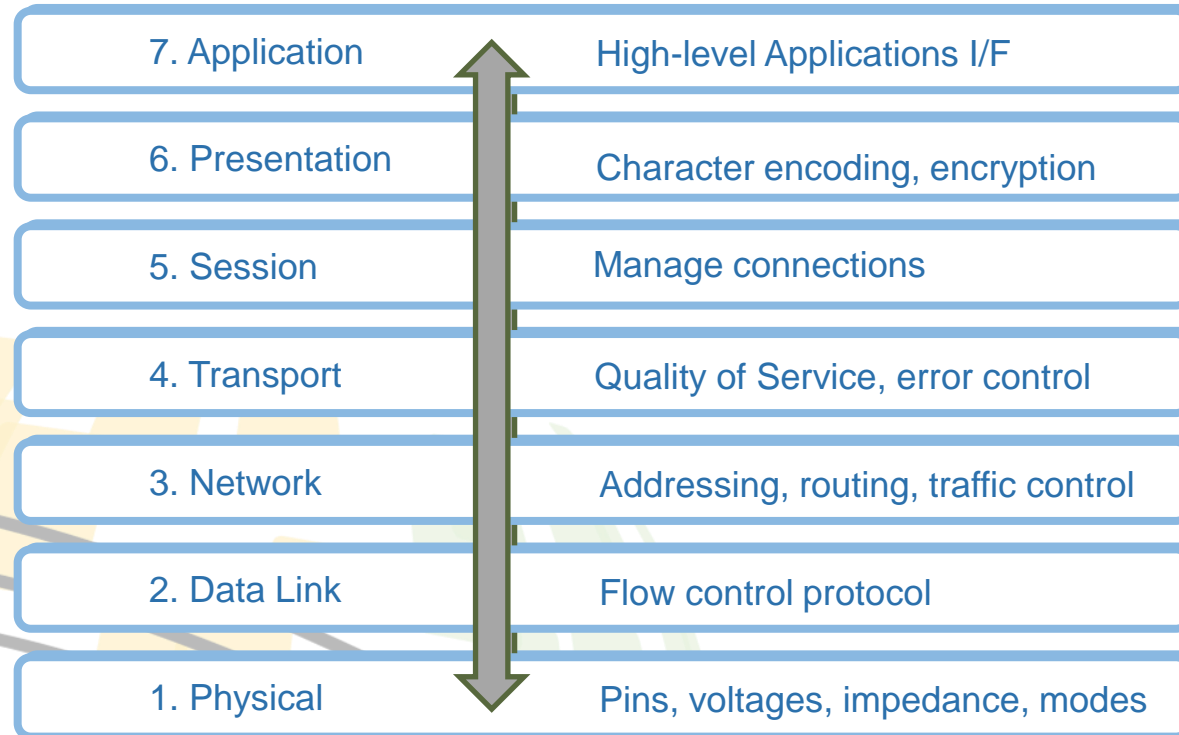 7. Application High-level Applications I/F
6. Presentation Character encoding, encryption
5. Session Manage connections
4. Transport Quality of Service, error control
3. Network Addressing, routing, traffic control
2. Data Link Flow control protocol
1. Physical Pins, voltages, impedance, modes